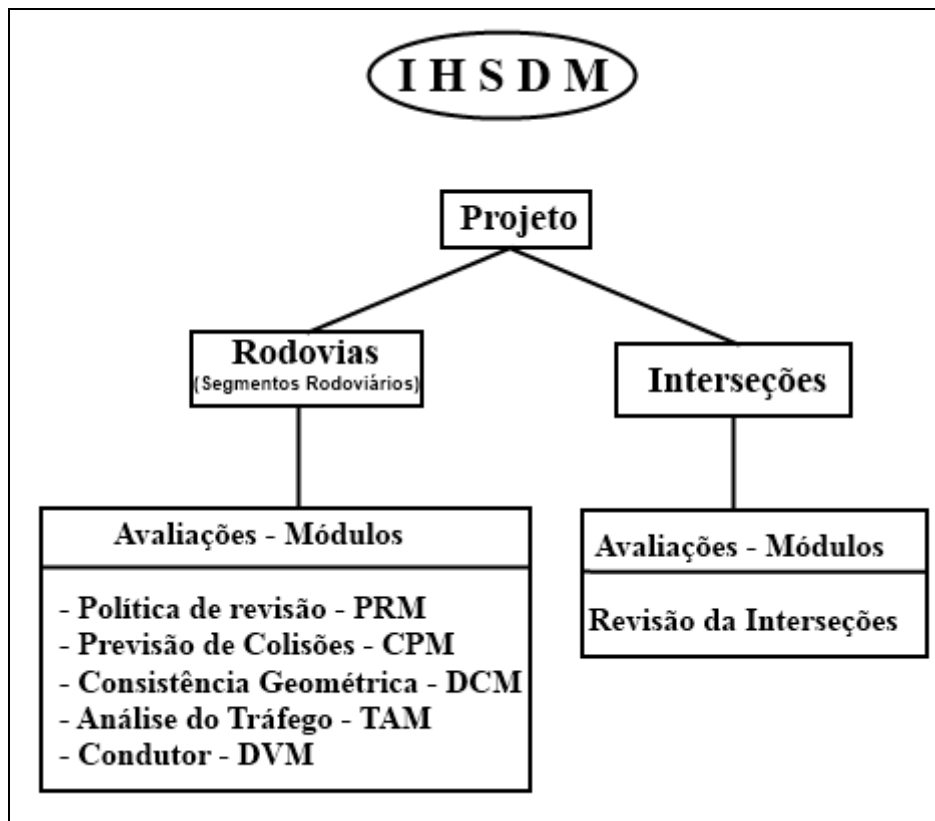 I H S D M
Projeto
Rodovias
(Segmentos Rodoviários)
Interseções
Avaliações - Módulos
- Política de revisão - PRM
- Previsão de Colisões - CPM
- Consistência Geométrica - DCM
- Análise do Tráfego - TAM
- Condutor - DVM
Avaliações - Módulos
Revisão da Interseções